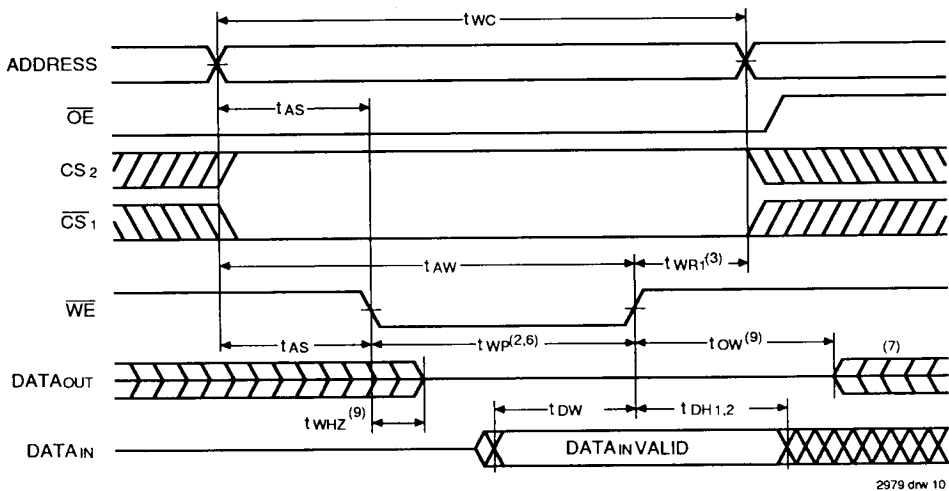 tWC
ADDRESS
tAS
OE
CS2
CS1
tAW
tWR1(3)
WE
tAS
tWP(2,6)
tOW(9)
(7)
DATAOUT
tWHZ(9)
tDW
tDH1,2
DATAIN
DATAIN VALID
2979 drw 10